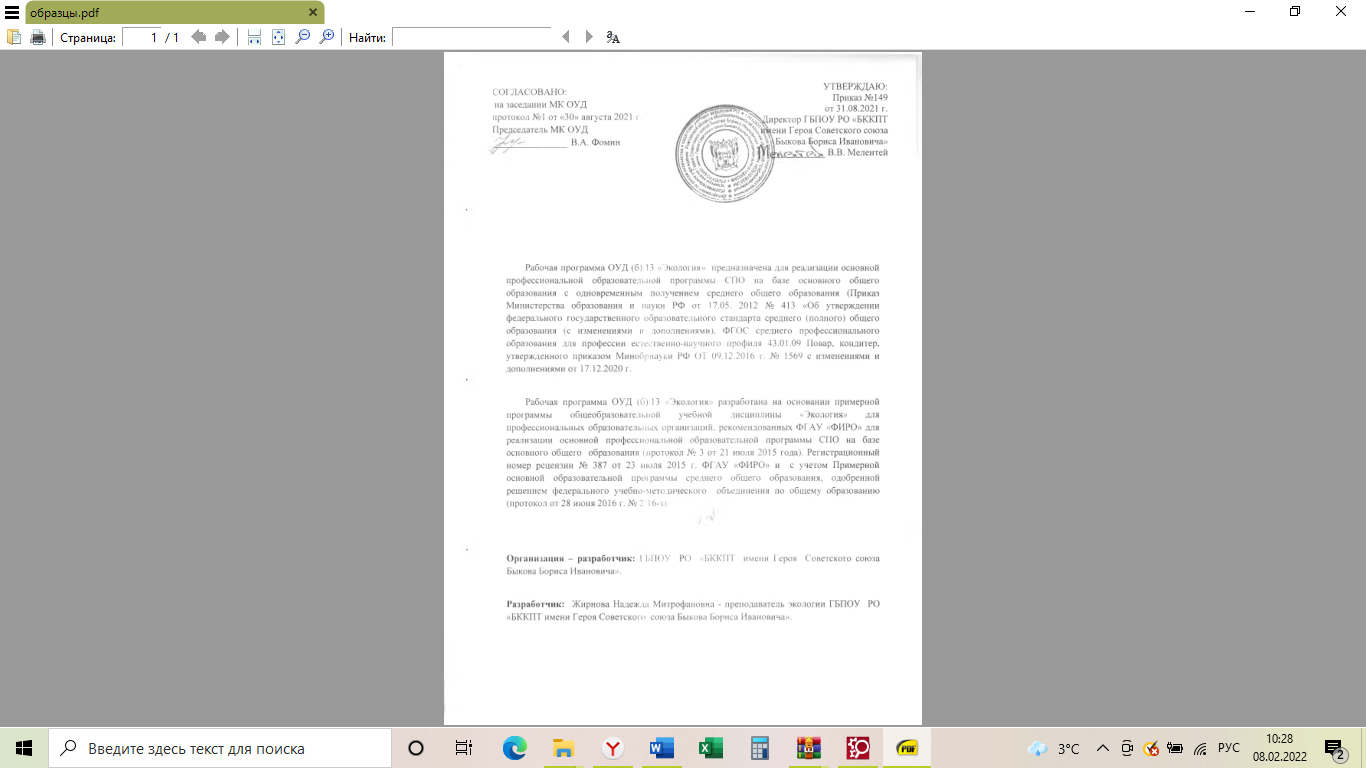 образцы.pdf
Страница: 1 / 1 Найти:
СОГЛАСОВАНО:
на заседании МК ОУД
протокол №1 от «30» августа 2021 г.
Председатель МК ОУД
В.А. Фомин
УТВЕРЖДАЮ:
Приказ №149
от 31.08.2021 г.
Директор ГБПОУ РО «БККПТ
имени Героя Советского союза
Быкова Бориса Ивановича»
В.В. Мелентей
Рабочая программа ОУД (б).13 «Экология» предназначена для реализации основной
профессиональной образовательной программы СПО на базе основного общего
образования с одновременным получением среднего общего образования (Приказ
Министерства образования и науки РФ от 17.05. 2012 № 413 «Об утверждении
федерального государственного образовательного стандарта среднего (полного) общего
образования (с изменениями и дополнениями), ФГОС среднего профессионального
образования для профессии естественно-научного профиля 43.01.09 Повар, кондитер,
утвержденного приказом Минобрнауки РФ ОТ 09.12.2016 г. № 1569 с изменениями и
дополнениями от 17.12.2020 г.
Рабочая программа ОУД (б).13 «Экология» разработана на основании примерной
программы общеобразовательной учебной дисциплины «Экология» для
профессиональных образовательных организаций, рекомендованных ФГАУ «ФИРО» для
реализации основной профессиональной образовательной программы СПО на базе
основного общего образования (протокол № 3 от 21 июля 2015 года). Регистрационный
номер рецензии № 387 от 23 июля 2015 г. ФГАУ «ФИРО» и с учетом Примерной
основной образовательной программы среднего общего образования, одобренной
решением федерального учебно-методического объединения по общему образованию
(протокол от 28 июня 2016 г. № 2/16-з).
Организация – разработчик: ГБПОУ РО «БККПТ имени Героя Советского союза
Быкова Бориса Ивановича».
Разработчик: Жирнова Надежда Митрофановна - преподаватель экологии ГБПОУ РО
«БККПТ имени Героя Советского союза Быкова Бориса Ивановича».
Введите здесь текст для поиска
3°C
РУС
10:28
08.02.2022
2